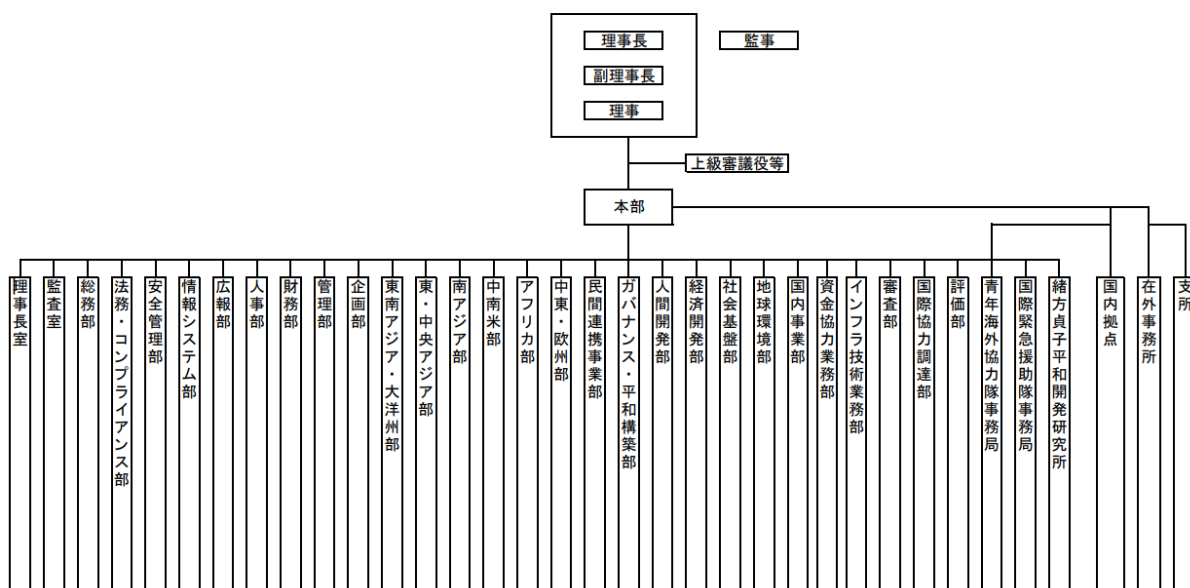 理事長
監事
副理事長
理事
上級審議役等
本部
理事長室
監査室
総務部
法務・コンプライアンス部
安全管理部
情報システム部
広報部
人事部
財務部
管理部
企画部
東南アジア・大洋州部
東・中央アジア部
南アジア部
中南米部
アフリカ部
中東・欧州部
民間連携事業部
ガバナンス・平和構築部
人間開発部
経済開発部
社会基盤部
地球環境部
国内事業部
資金協力業務部
インフラ技術業務部
審査部
国際協力調達部
評価部
青年海外協力隊事務局
国際緊急援助隊事務局
緒方貞子平和開発研究所
国内拠点
在外事務所
支所